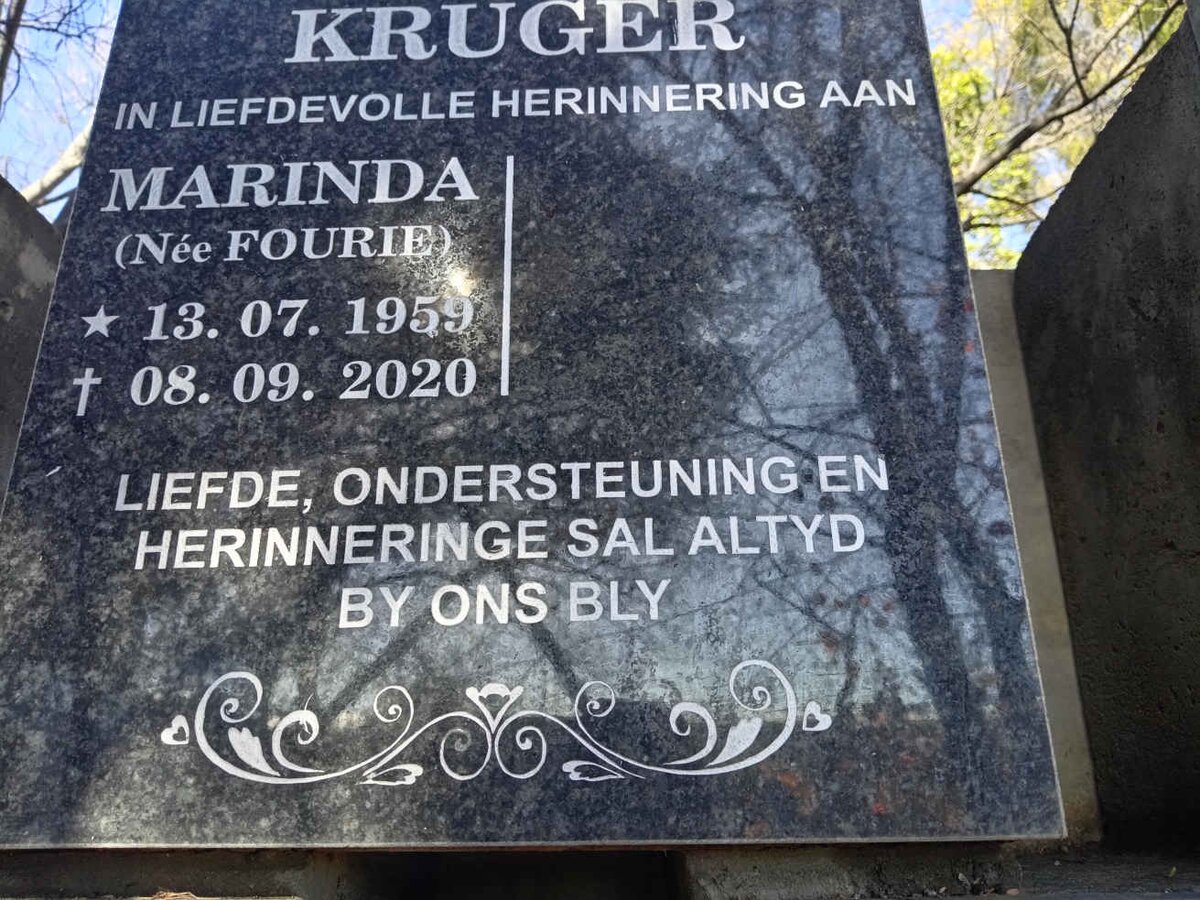 KRUGER
IN LIEFDEVOLLE HERINNERING AAN
MARINDA
(Née FOURIE)
★ 13. 07. 1959
† 08. 09. 2020
LIEFDE, ONDERSTEUNING EN
HERINNERINGE SAL ALTYD
BY ONS BLY